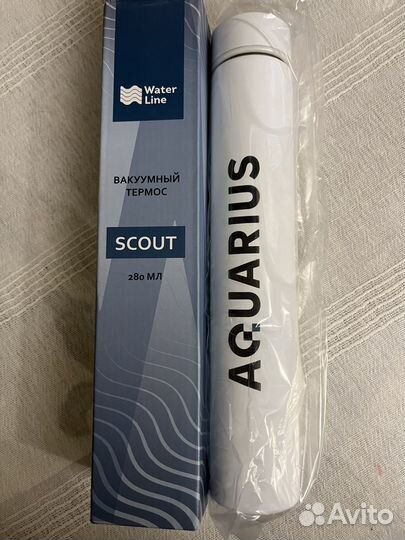 Water
Line
ВАКУУМНЫЙ
ТЕРМОС
SCOUT
280 МЛ
AQUARIUS
Avito